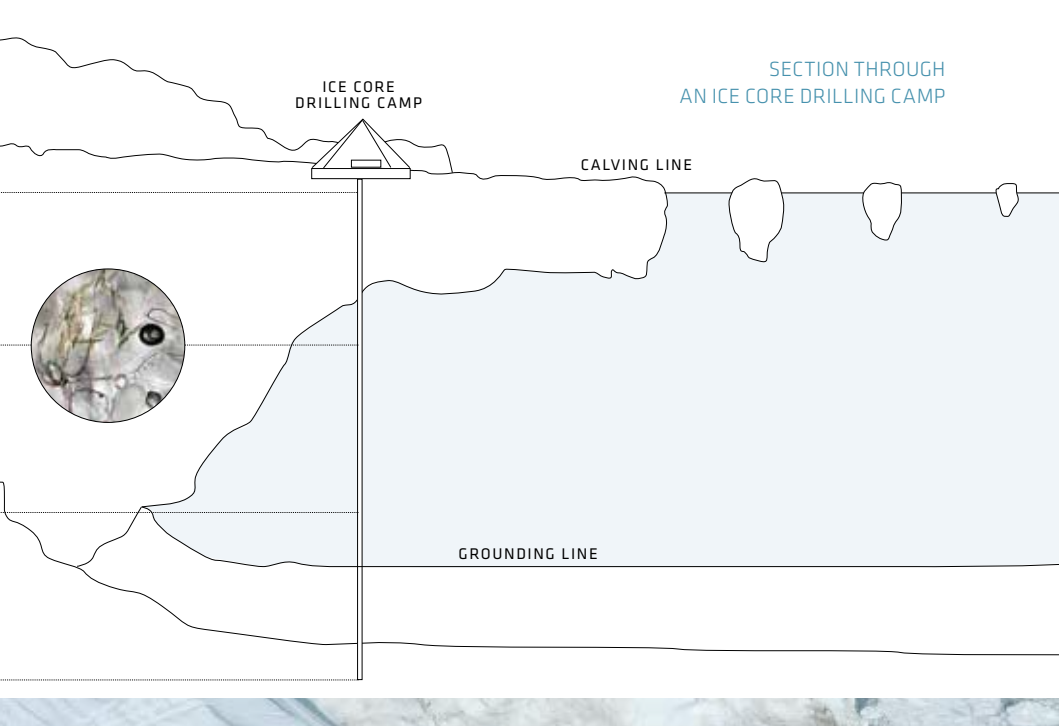 SECTION THROUGH
AN ICE CORE DRILLING CAMP
ICE CORE
DRILLING CAMP
CALVING LINE
GROUNDING LINE